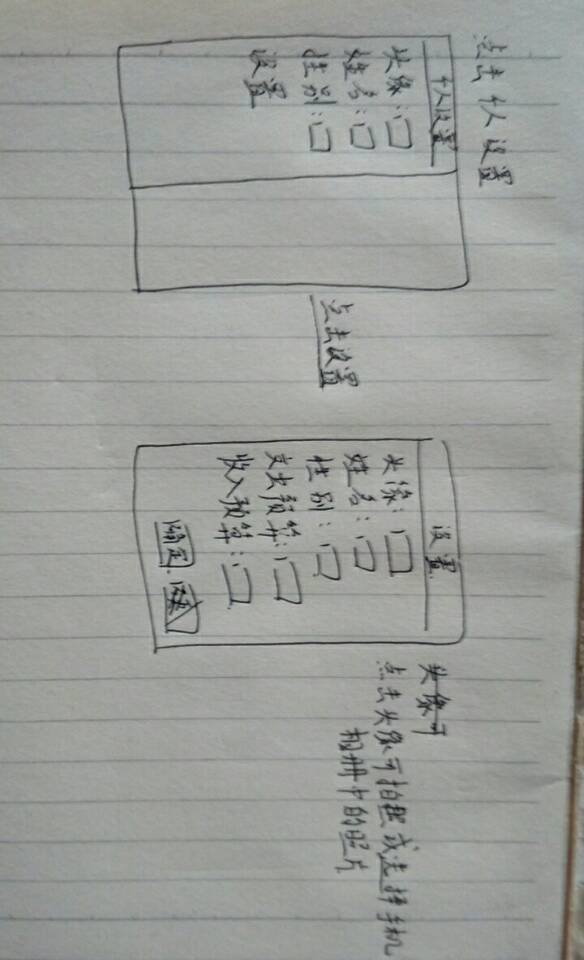 点击个人设置
个人设置
头像:
姓名:
性别:
设置
点击设置
设置
头像:
姓名:
性别:
支出预算:
收入预算:
确定
头像可
点击头像可拍照或选择手机
相册中的照片